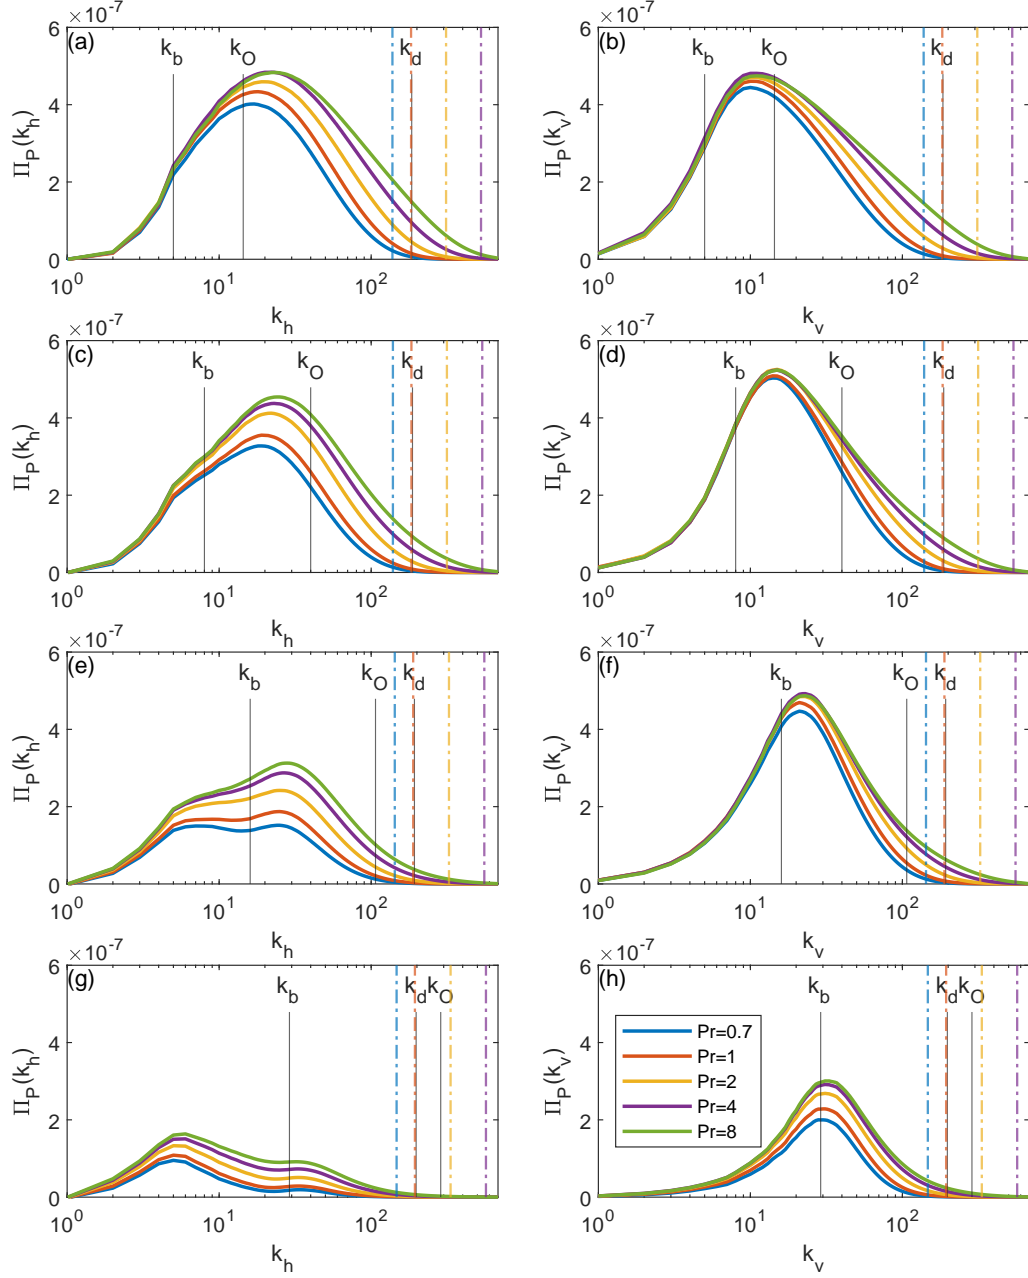 ×10⁻⁷ ×10⁻⁷
6 (a) k_b k_O k_d 6 (b) k_b k_O k_d
4 4
Π_P(k_h) Π_P(k_v)
2 2
0 0
10⁰ 10¹ 10² 10⁰ 10¹ 10²
k_h k_v
×10⁻⁷ ×10⁻⁷
6 (c) k_b k_O k_d 6 (d) k_b k_O k_d
4 4
Π_P(k_h) Π_P(k_v)
2 2
0 0
10⁰ 10¹ 10² 10⁰ 10¹ 10²
k_h k_v
×10⁻⁷ ×10⁻⁷
6 (e) k_b k_O k_d 6 (f) k_b k_O k_d
4 4
Π_P(k_h) Π_P(k_v)
2 2
0 0
10⁰ 10¹ 10² 10⁰ 10¹ 10²
k_h k_v
×10⁻⁷ ×10⁻⁷
6 (g) k_b k_d k_O 6 (h) k_b k_d k_O
4 4
Π_P(k_h) Π_P(k_v)
2 2
0 0
10⁰ 10¹ 10² 10⁰ 10¹ 10²
k_h k_v
Pr=0.7
Pr=1
Pr=2
Pr=4
Pr=8